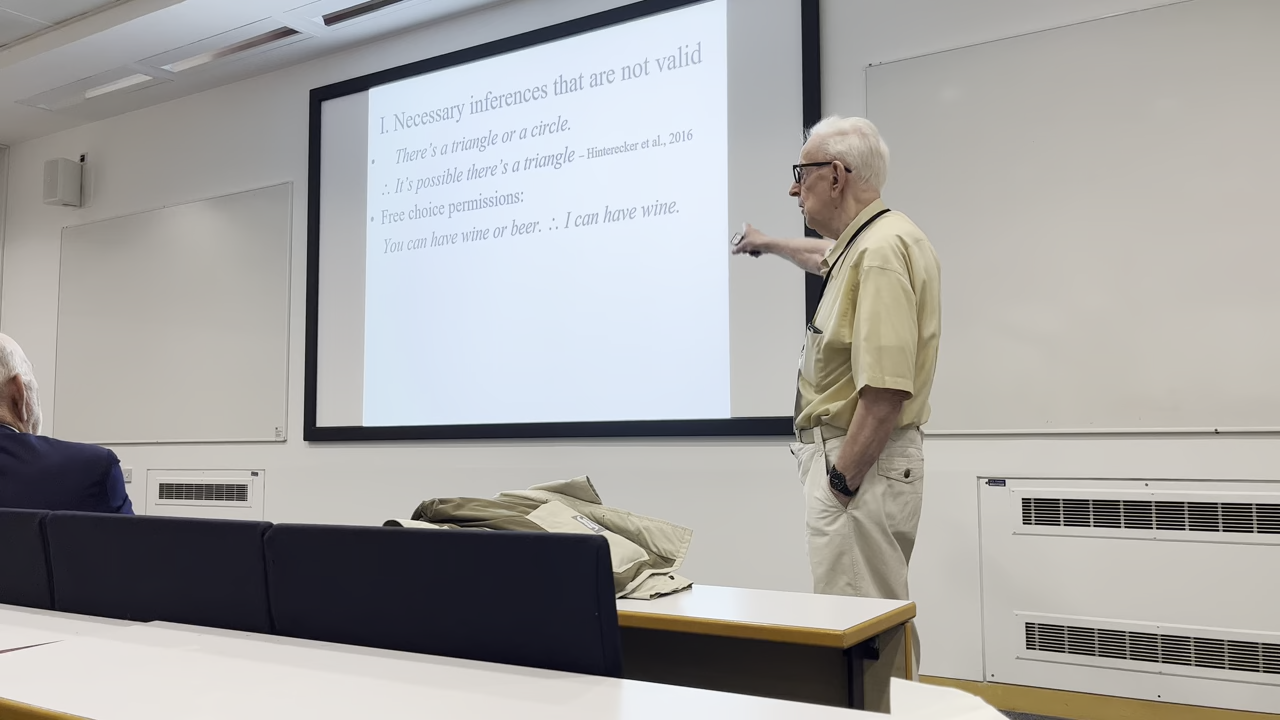 I. Necessary inferences that are not valid
• There's a triangle or a circle.
∴ It's possible there's a triangle – Hinterecker et al., 2016
• Free choice permissions:
You can have wine or beer. ∴ I can have wine.